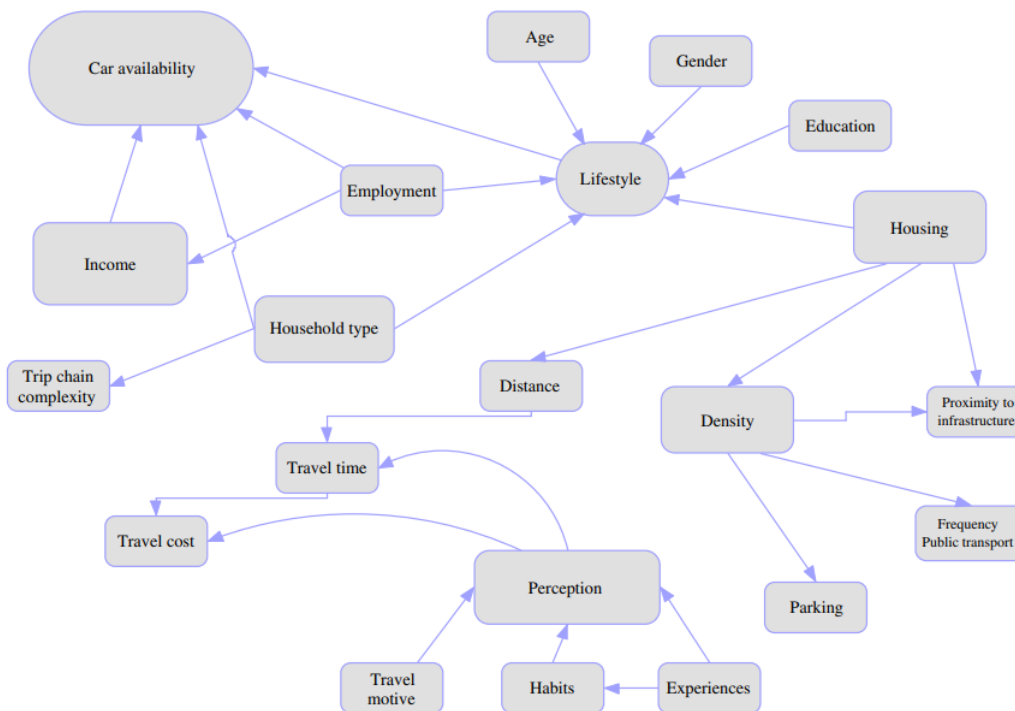 Age
Car availability
Gender
Education
Lifestyle
Employment
Housing
Income
Household type
Trip chain
complexity
Distance
Density
Proximity to
infrastructure
Travel time
Frequency
Public transport
Travel cost
Perception
Parking
Travel
motive
Habits
Experiences